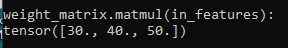 weight_matrix.matmul(in_features):
tensor([30., 40., 50.])